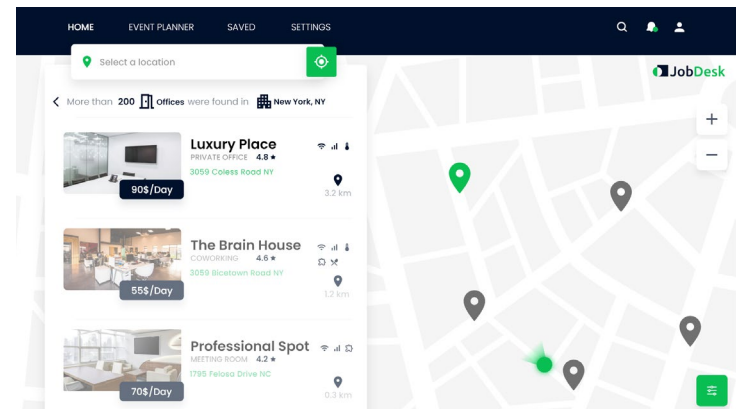 HOME EVENT PLANNER SAVED SETTINGS
Select a location
JobDesk
More than 200 Offices were found in New York, NY
Luxury Place
PRIVATE OFFICE 4.8 ★
3059 Coless Road NY
90$/Day
3.2 km
The Brain House
COWORKING 4.6 ★
3059 Bicetown Road NY
55$/Day
1.2 km
Professional Spot
MEETING ROOM 4.2 ★
1795 Felosa Drive NC
70$/Day
0.3 km